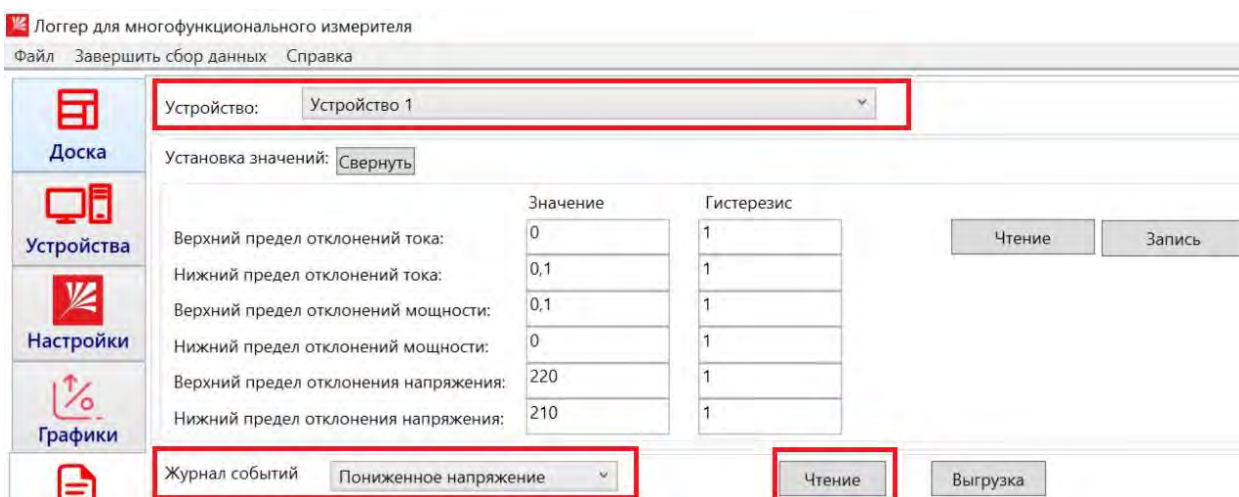 Логгер для многофункционального измерителя
Файл Завершить сбор данных Справка
Устройство: Устройство 1
Доска
Установка значений: Свернуть
Значение Гистерезис
Устройства
Верхний предел отклонений тока: 0 1 Чтение Запись
Нижний предел отклонений тока: 0,1 1
Верхний предел отклонений мощности: 0,1 1
Настройки
Нижний предел отклонений мощности: 0 1
Верхний предел отклонения напряжения: 220 1
Нижний предел отклонения напряжения: 210 1
Графики
Журнал событий Пониженное напряжение Чтение Выгрузка